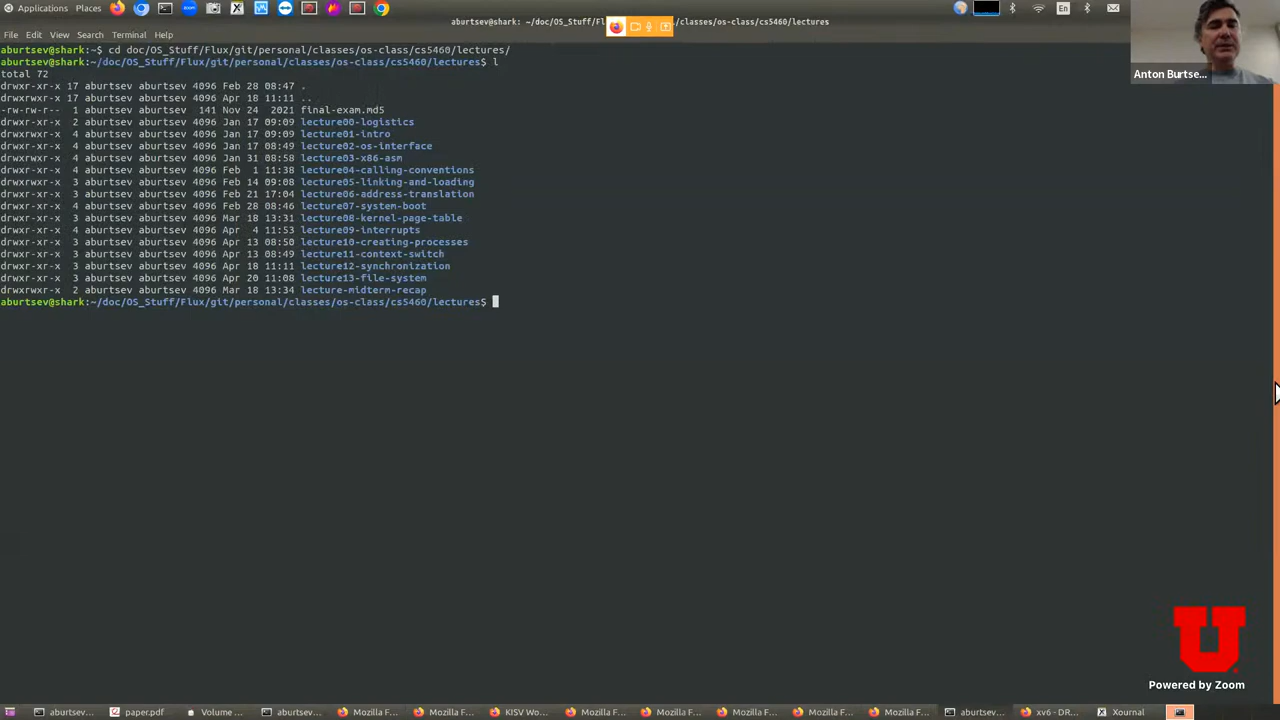 Applications Places En
aburtsev@shark: ~/doc/OS_Stuff/Fl /classes/os-class/cs5460/lectures
File Edit View Search Terminal Help
aburtsev@shark:~$ cd doc/OS_Stuff/Flux/git/personal/classes/os-class/cs5460/lectures/
aburtsev@shark:~/doc/OS_Stuff/Flux/git/personal/classes/os-class/cs5460/lectures$ l
total 72
drwxr-xr-x 17 aburtsev aburtsev 4096 Feb 28 08:47 .
drwxrwxr-x 17 aburtsev aburtsev 4096 Apr 18 11:11 ..
-rw-rw-r-- 1 aburtsev aburtsev 141 Nov 24 2021 final-exam.md5
drwxrwxr-x 2 aburtsev aburtsev 4096 Jan 17 09:09 lecture00-logistics
drwxrwxr-x 4 aburtsev aburtsev 4096 Jan 17 09:09 lecture01-intro
drwxr-xr-x 4 aburtsev aburtsev 4096 Jan 17 08:49 lecture02-os-interface
drwxrwxr-x 4 aburtsev aburtsev 4096 Jan 31 08:58 lecture03-x86-asm
drwxr-xr-x 4 aburtsev aburtsev 4096 Feb 1 11:38 lecture04-calling-conventions
drwxrwxr-x 3 aburtsev aburtsev 4096 Feb 14 09:08 lecture05-linking-and-loading
drwxr-xr-x 3 aburtsev aburtsev 4096 Feb 21 17:04 lecture06-address-translation
drwxr-xr-x 3 aburtsev aburtsev 4096 Feb 28 08:46 lecture07-system-boot
drwxr-xr-x 3 aburtsev aburtsev 4096 Mar 18 13:31 lecture08-kernel-page-table
drwxr-xr-x 4 aburtsev aburtsev 4096 Apr 4 11:53 lecture09-interrupts
drwxr-xr-x 3 aburtsev aburtsev 4096 Apr 13 08:50 lecture10-creating-processes
drwxr-xr-x 3 aburtsev aburtsev 4096 Apr 13 08:49 lecture11-context-switch
drwxr-xr-x 3 aburtsev aburtsev 4096 Apr 18 11:11 lecture12-synchronization
drwxr-xr-x 3 aburtsev aburtsev 4096 Apr 20 11:08 lecture13-file-system
drwxrwxr-x 2 aburtsev aburtsev 4096 Mar 18 13:34 lecture-midterm-recap
aburtsev@shark:~/doc/OS_Stuff/Flux/git/personal/classes/os-class/cs5460/lectures$
Anton Burtse...
U
Powered by Zoom
aburtsev... paper.pdf Volume ... aburtsev... Mozilla F... Mozilla F... KISV Wo... Mozilla F... Mozilla F... Mozilla F... Mozilla F... Mozilla F... aburtsev... xv6 - DR... Xournal